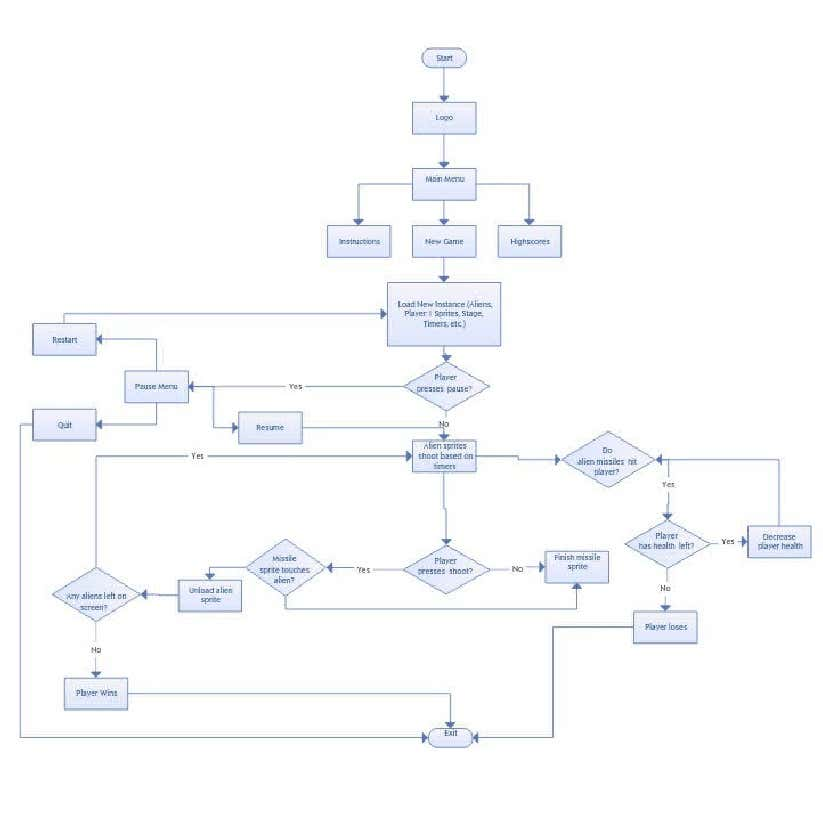 Start
Logo
Main Menu
Instructions
New Game
Highscores
Load New Instance (Aliens,
Player II Sprites, Stage,
Timers, etc.)
Restart
Pause Menu
Yes
Player
presses pause?
Quit
Resume
No
Yes
Alien sprites
shoot based on
timers
Do
alien missiles hit
player?
Yes
Player
has health left?
Yes
Decrease
player health
Missile
sprite touches
alien?
Yes
Player
presses shoot?
No
Finish missile
sprite
Any aliens left on
screen?
Unload alien
sprite
No
Player loses
No
Player Wins
Exit